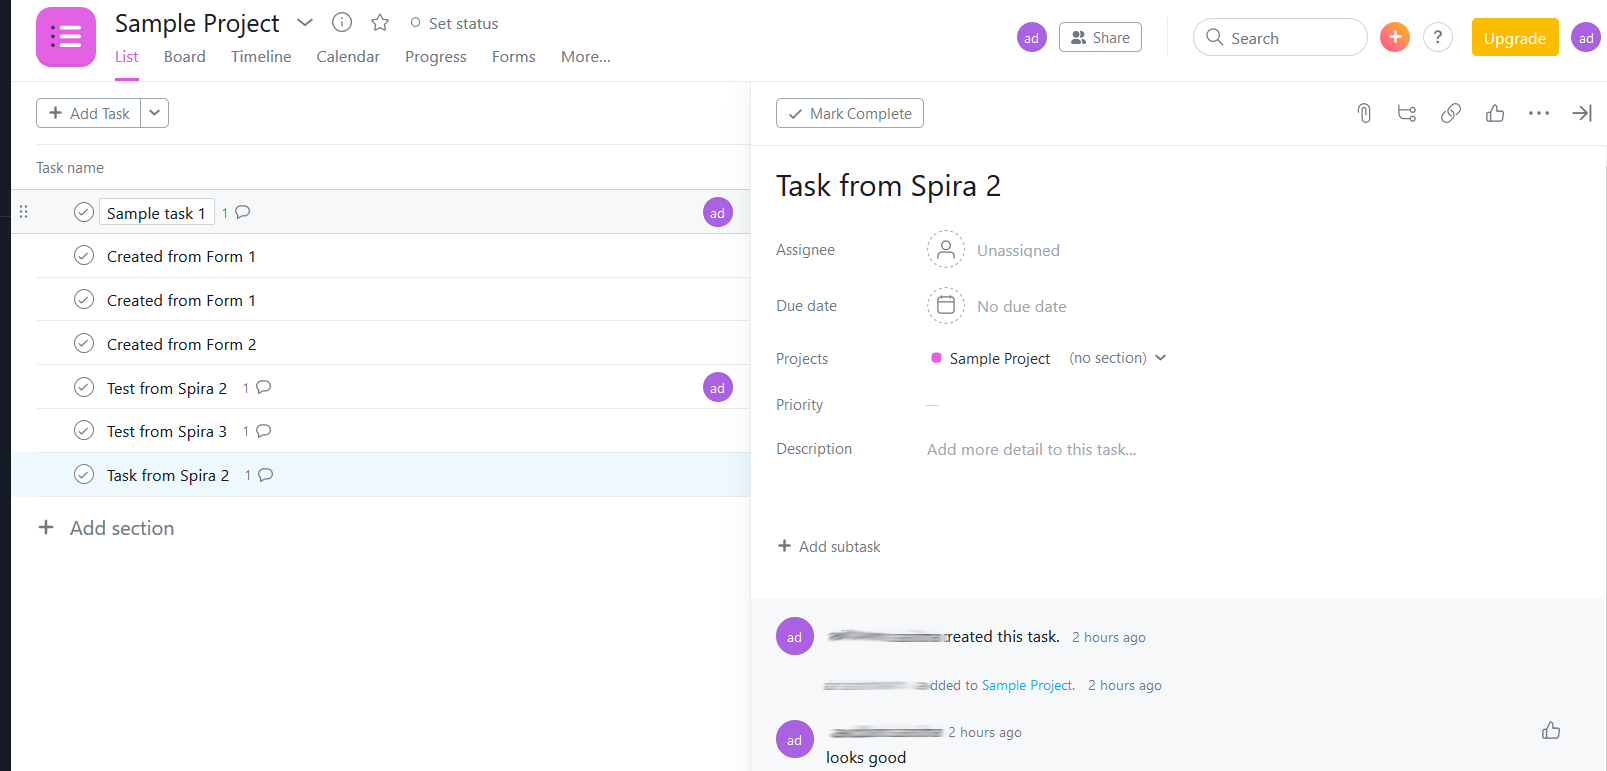 Sample Project
Set status
List Board Timeline Calendar Progress Forms More...
ad
Share
Search
?
Upgrade
ad
Add Task
Task name
Sample task 1 1
ad
Created from Form 1
Created from Form 1
Created from Form 2
Test from Spira 2 1
ad
Test from Spira 3 1
Task from Spira 2 1
+ Add section
Mark Complete
Task from Spira 2
Assignee Unassigned
Due date No due date
Projects Sample Project (no section)
Priority —
Description Add more detail to this task...
+ Add subtask
ad
created this task. 2 hours ago
added to Sample Project. 2 hours ago
ad
2 hours ago
looks good